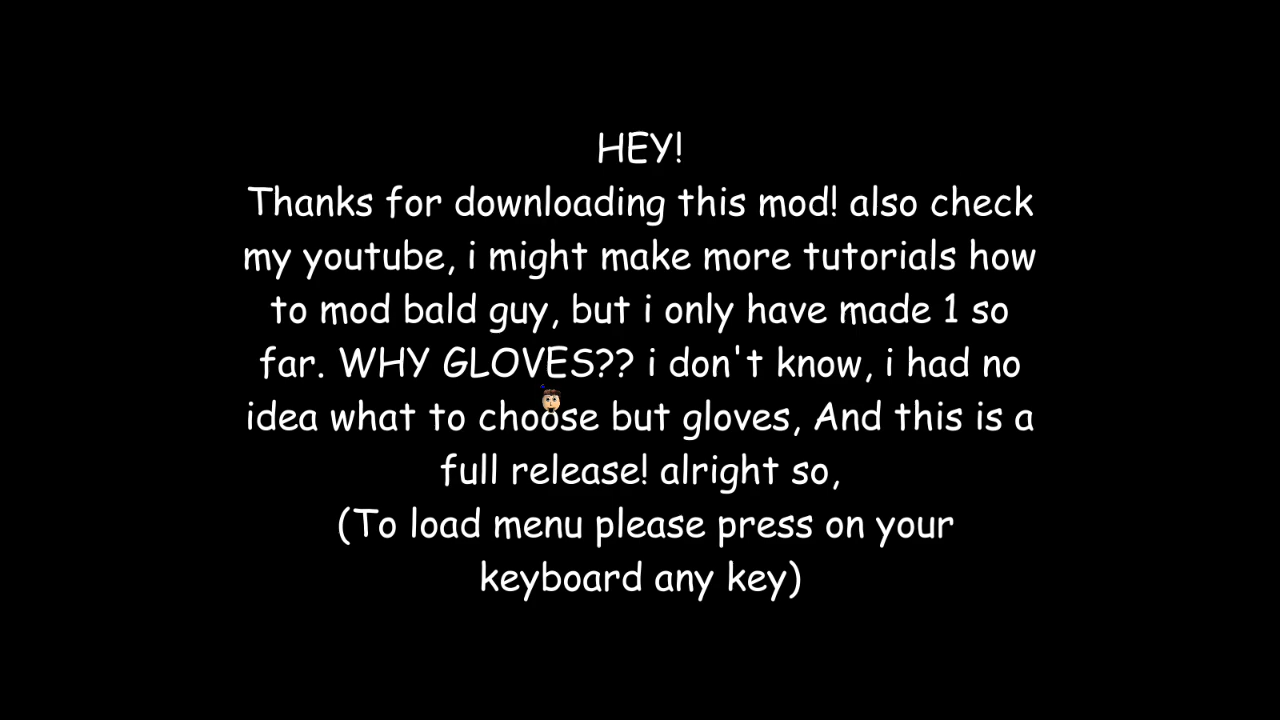 HEY!
Thanks for downloading this mod! also check
my youtube, i might make more tutorials how
to mod bald guy, but i only have made 1 so
far. WHY GLOVES?? i don't know, i had no
idea what to choose but gloves, And this is a
full release! alright so,
(To load menu please press on your
keyboard any key)